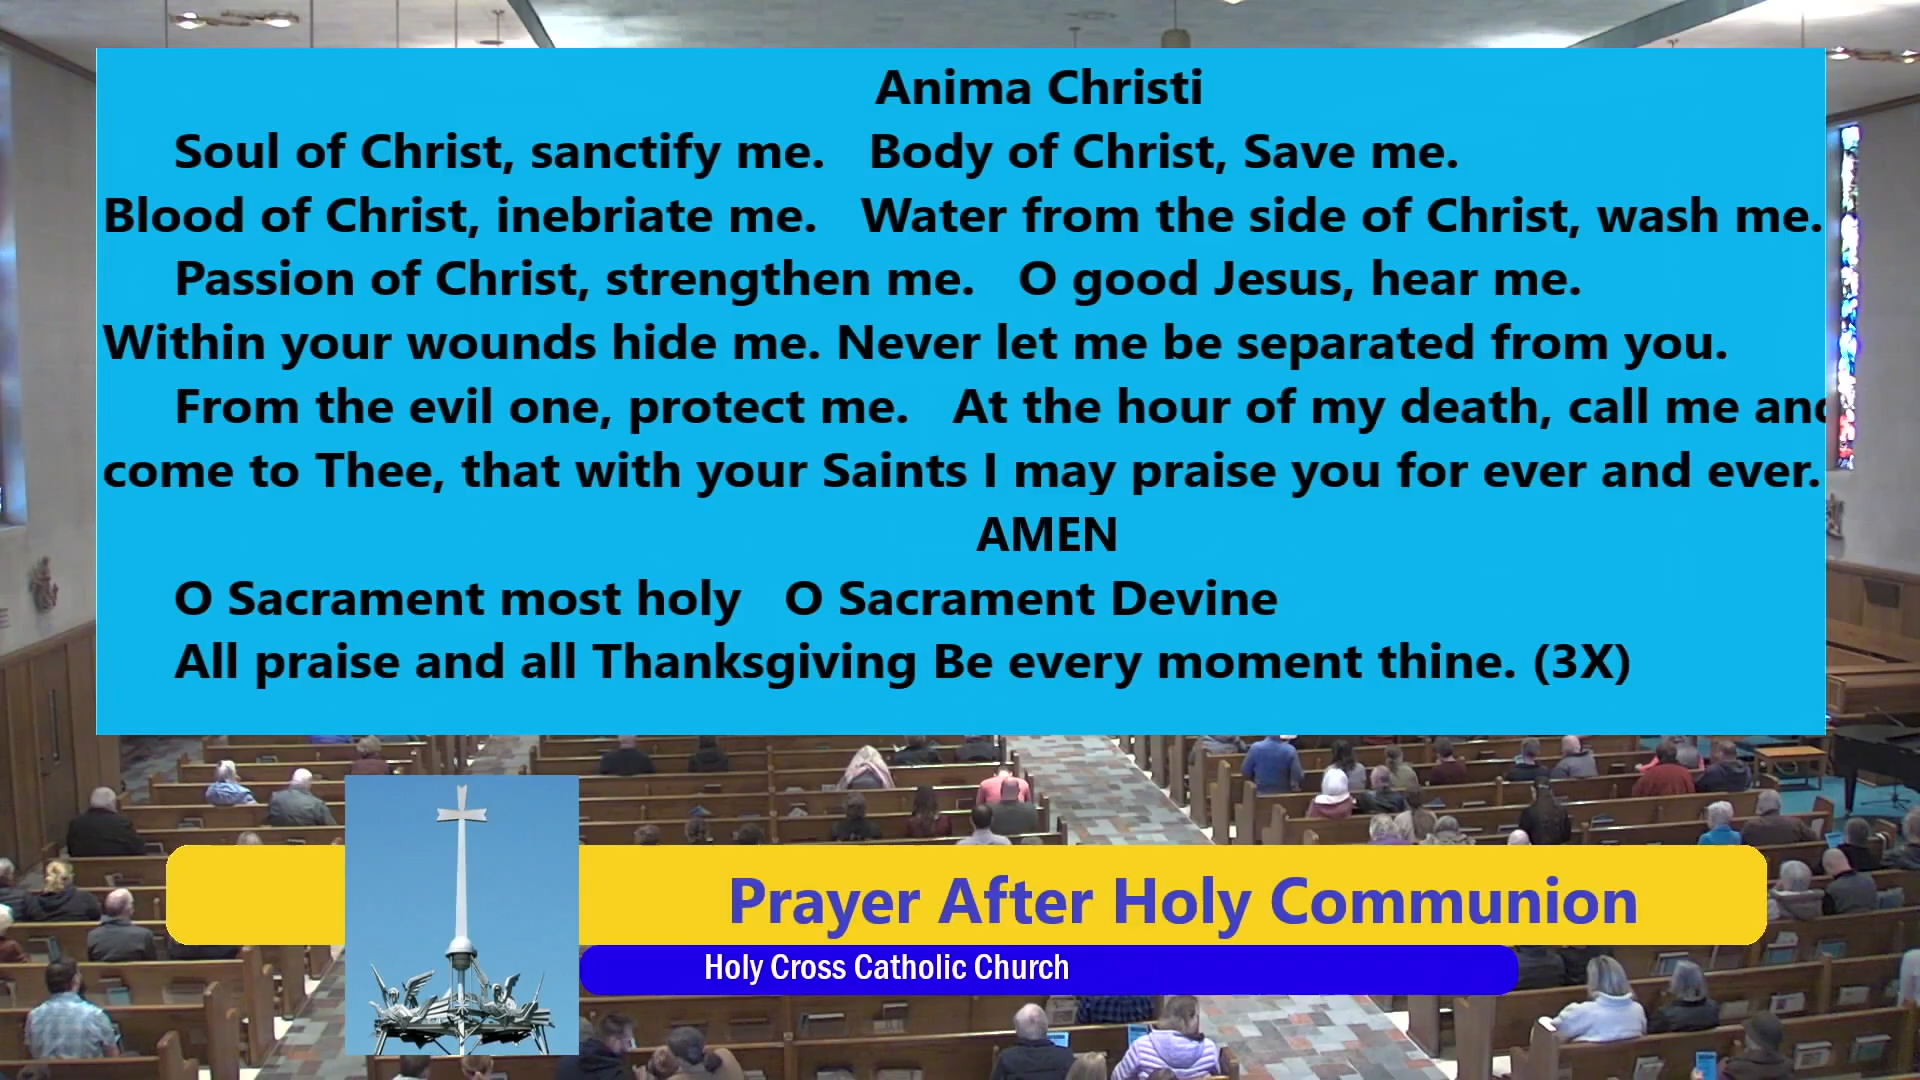 Anima Christi
Soul of Christ, sanctify me. Body of Christ, Save me.
Blood of Christ, inebriate me. Water from the side of Christ, wash me.
Passion of Christ, strengthen me. O good Jesus, hear me.
Within your wounds hide me. Never let me be separated from you.
From the evil one, protect me. At the hour of my death, call me and
come to Thee, that with your Saints I may praise you for ever and ever.
AMEN
O Sacrament most holy O Sacrament Devine
All praise and all Thanksgiving Be every moment thine. (3X)
Prayer After Holy Communion
Holy Cross Catholic Church